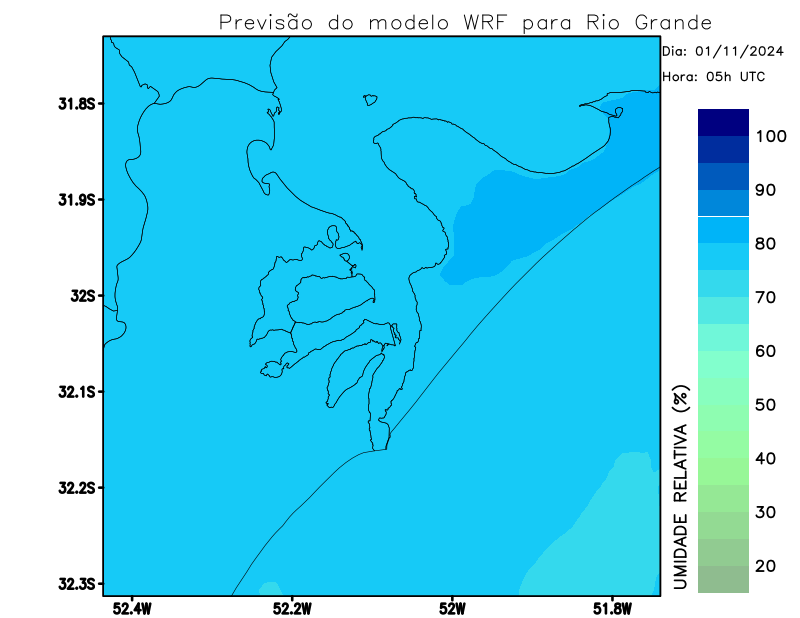 Previsão do modelo WRF para Rio Grande
Dia: 01/11/2024
Hora: 05h UTC
31.8S
31.9S
32S
32.1S
32.2S
32.3S
52.4W
52.2W
52W
51.8W
100
90
80
70
60
50
40
30
20
UMIDADE RELATIVA (%)